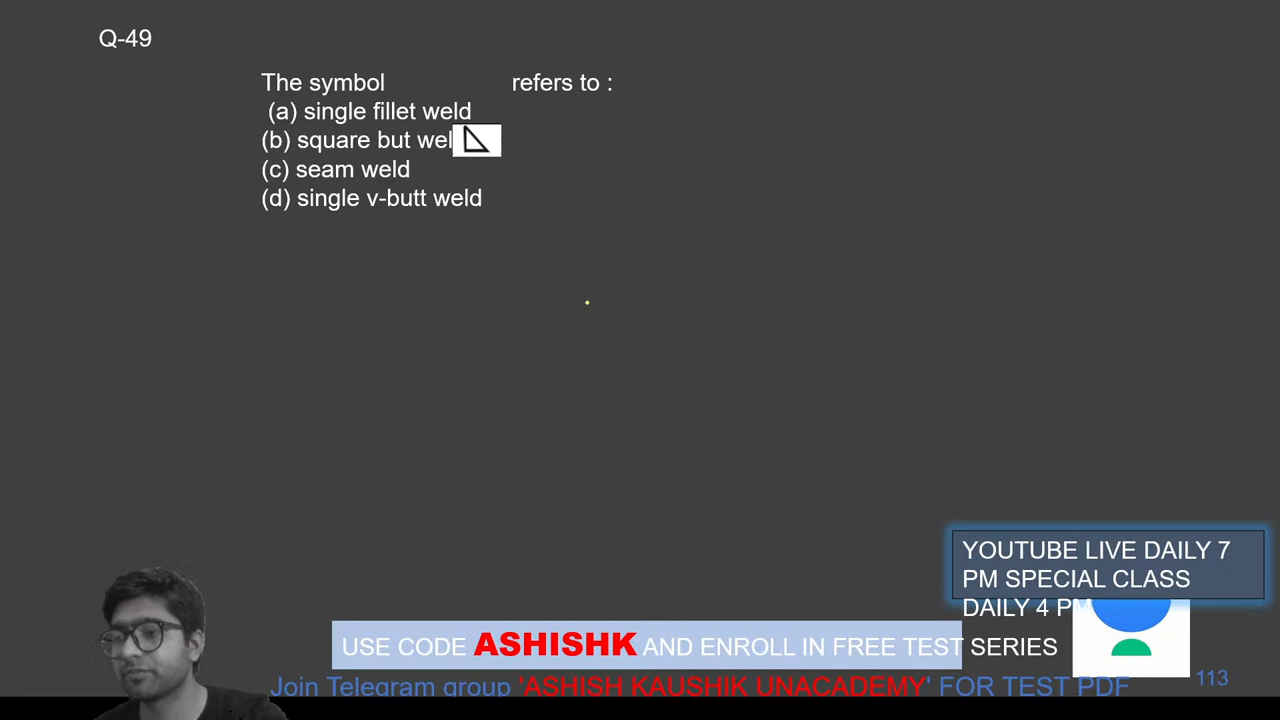 Q-49
The symbol refers to :
(a) single fillet weld
(b) square but wel
(c) seam weld
(d) single v-butt weld
YOUTUBE LIVE DAILY 7
PM SPECIAL CLASS
DAILY 4 PM
USE CODE ASHISHK AND ENROLL IN FREE TEST SERIES
Join Telegram group 'ASHISH KAUSHIK UNACADEMY' FOR TEST PDF
113